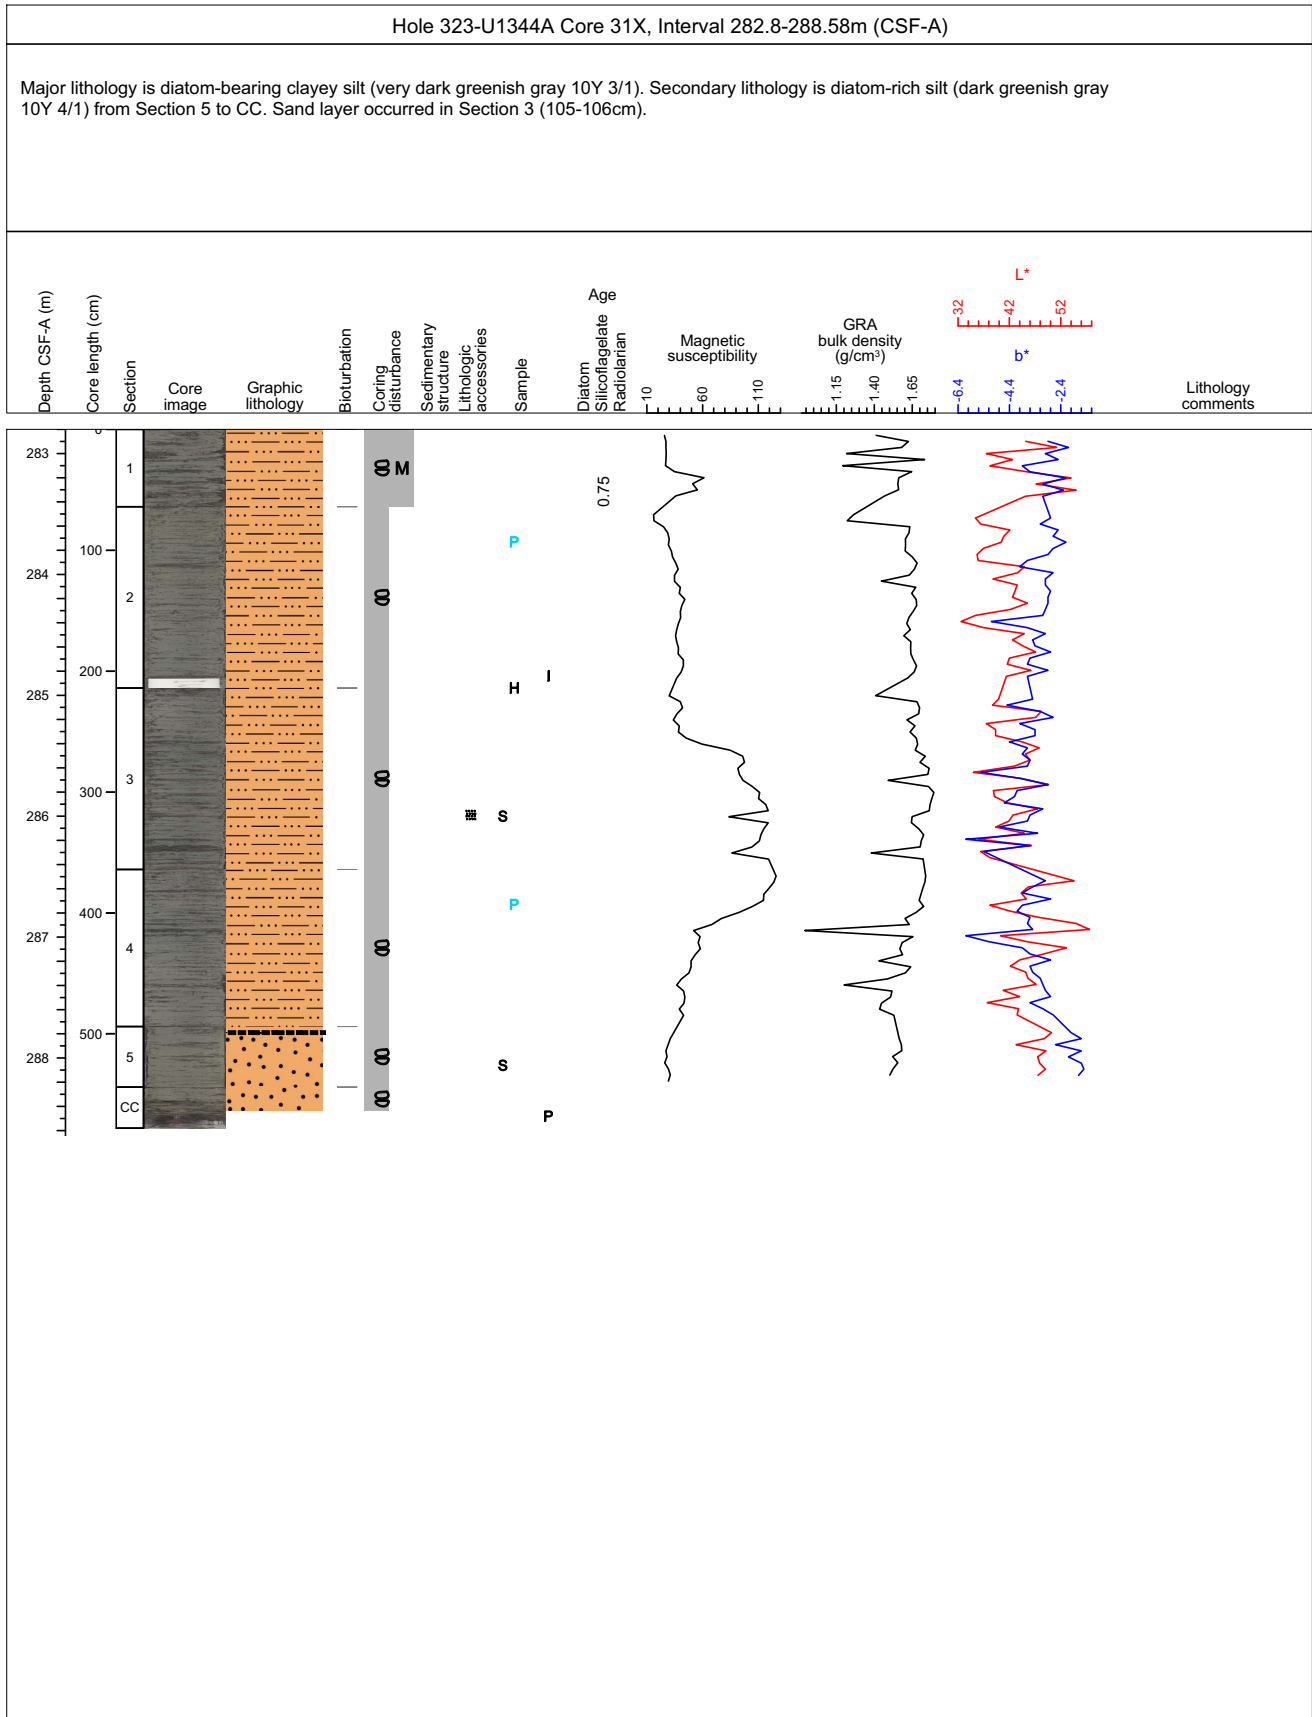 Hole 323-U1344A Core 31X, Interval 282.8-288.58m (CSF-A)
Major lithology is diatom-bearing clayey silt (very dark greenish gray 10Y 3/1). Secondary lithology is diatom-rich silt (dark greenish gray
10Y 4/1) from Section 5 to CC. Sand layer occurred in Section 3 (105-106cm).
Depth CSF-A (m)
Core length (cm)
Section
Core
image
Graphic
lithology
Bioturbation
Coring
disturbance
Sedimentary
structure
Lithologic
accessories
Sample
Age
Diatom
Silicoflagelate
Radiolarian
Magnetic
susceptibility
10 60 110
GRA
bulk density
(g/cm³)
1.15 1.40 1.65
L*
32 42 52
b*
-6.4 -4.4 -2.4
Lithology
comments
0
283
1
M
0.75
100
P
284
2
200
I
H
285
3
300
286
S
400
P
287
4
500
288
5
S
CC
P